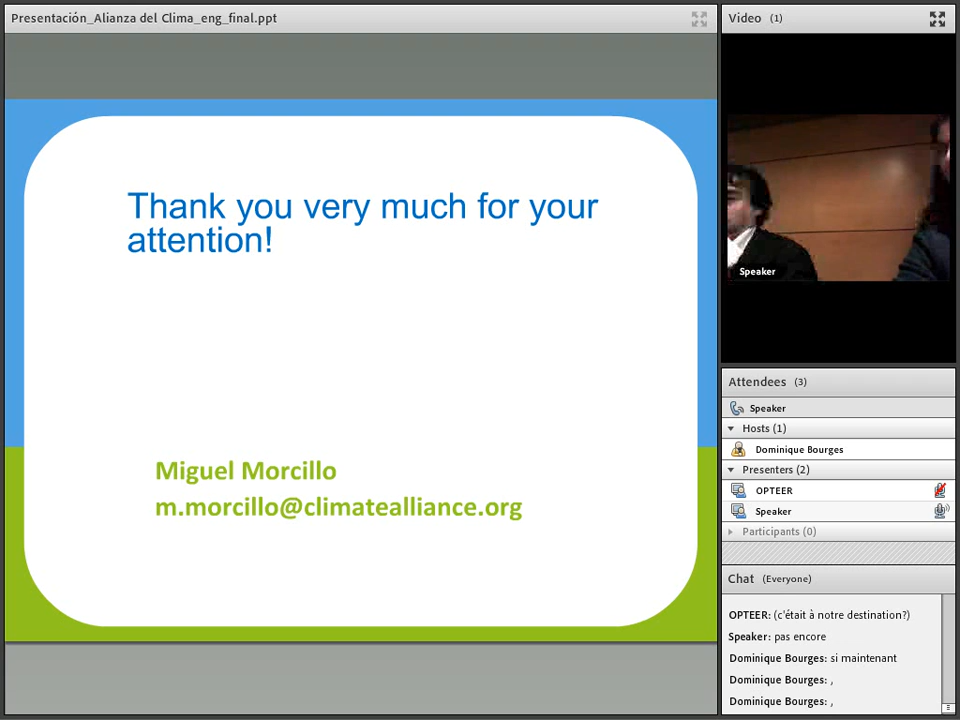 Presentación_Alianza del Clima_eng_final.ppt
Thank you very much for your
attention!
Miguel Morcillo
m.morcillo@climatealliance.org
Video (1)
Speaker
Attendees (3)
Speaker
Hosts (1)
Dominique Bourges
Presenters (2)
OPTEER
Speaker
Participants (0)
Chat (Everyone)
OPTEER: (c'était à notre destination?)
Speaker: pas encore
Dominique Bourges: si maintenant
Dominique Bourges: ,
Dominique Bourges: ,